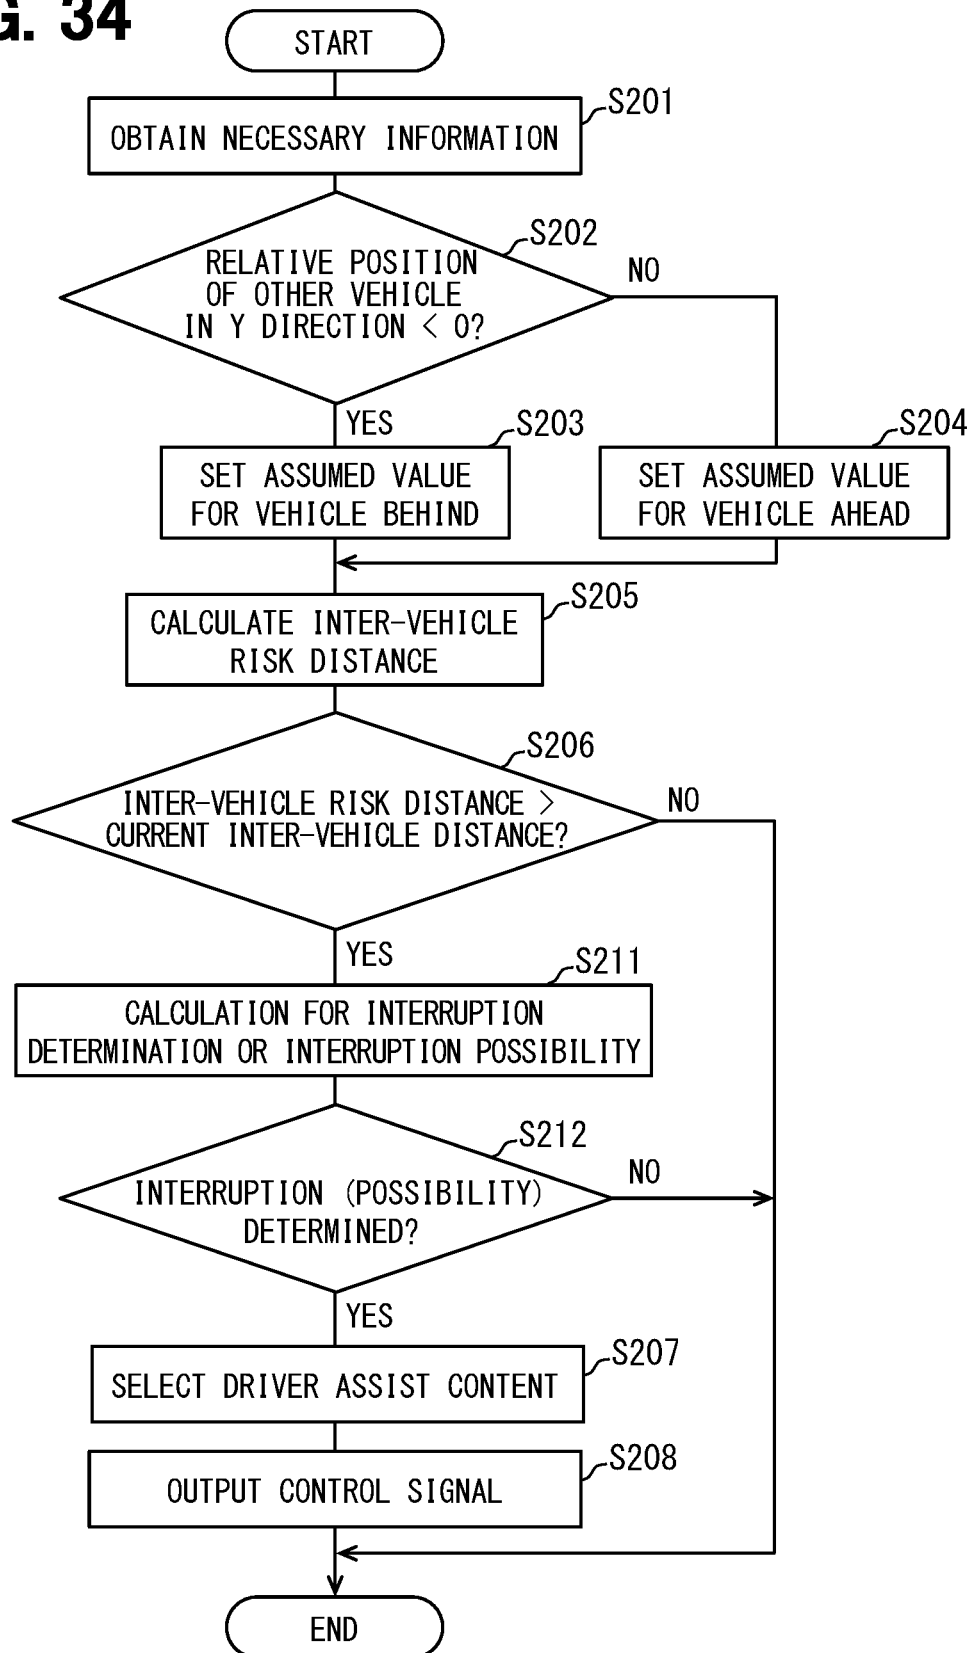 G. 34
START
S201
OBTAIN NECESSARY INFORMATION
S202
RELATIVE POSITION
OF OTHER VEHICLE
IN Y DIRECTION < 0?
NO
YES
S203
SET ASSUMED VALUE
FOR VEHICLE BEHIND
S204
SET ASSUMED VALUE
FOR VEHICLE AHEAD
S205
CALCULATE INTER-VEHICLE
RISK DISTANCE
S206
INTER-VEHICLE RISK DISTANCE >
CURRENT INTER-VEHICLE DISTANCE?
NO
YES
S211
CALCULATION FOR INTERRUPTION
DETERMINATION OR INTERRUPTION POSSIBILITY
S212
INTERRUPTION (POSSIBILITY)
DETERMINED?
NO
YES
S207
SELECT DRIVER ASSIST CONTENT
S208
OUTPUT CONTROL SIGNAL
END